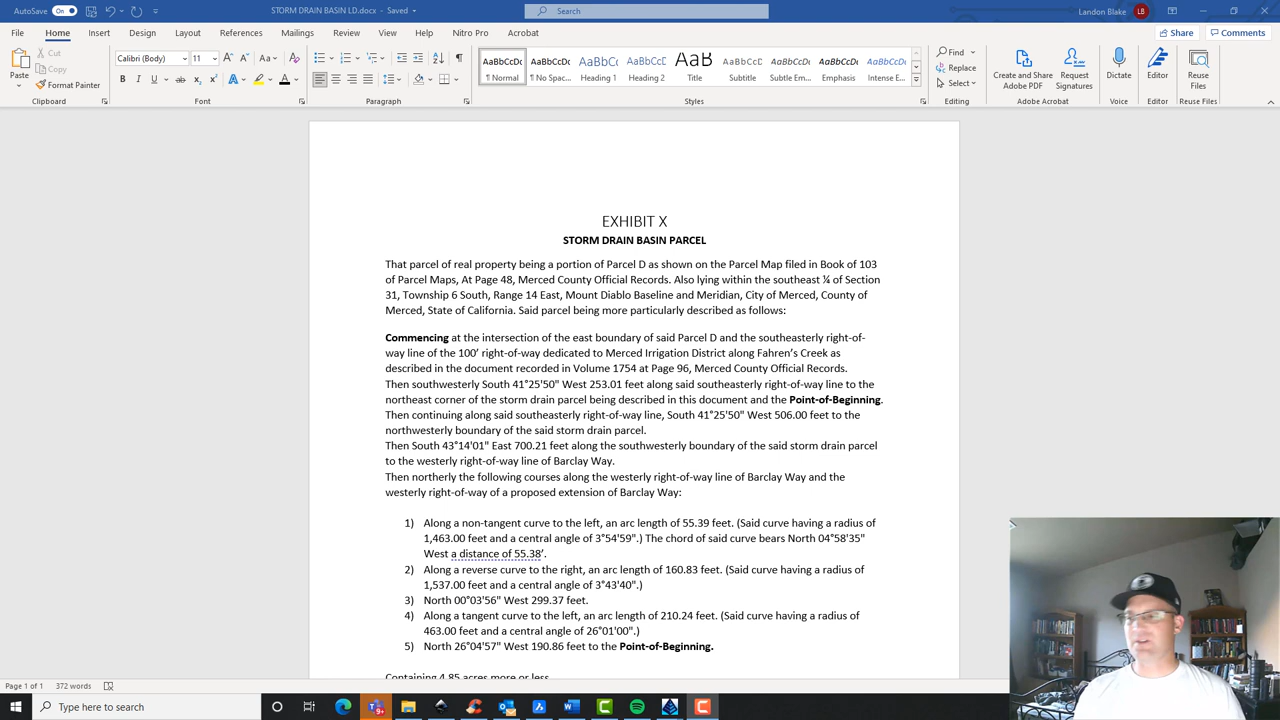 AutoSave On STORM DRAIN BASIN LD.docx - Saved Search Landon Blake LB
File Home Insert Design Layout References Mailings Review View Help Nitro Pro Acrobat Share Comments
Paste Cut Copy Format Painter
Clipboard
Calibri (Body) 11
Font
Paragraph
AaBbCcDc AaBbCcDc AaBbCc AaBbCcD AaB AaBbCcD AaBbCcDc AaBbCcDc AaBbCcDc
¶ Normal ¶ No Spac... Heading 1 Heading 2 Title Subtitle Subtle Em... Emphasis Intense E...
Styles
Find
Replace
Select
Editing
Create and Share Adobe PDF
Request Signatures
Adobe Acrobat
Dictate
Voice
Editor
Editor
Reuse Files
Reuse Files
EXHIBIT X
STORM DRAIN BASIN PARCEL
That parcel of real property being a portion of Parcel D as shown on the Parcel Map filed in Book of 103
of Parcel Maps, At Page 48, Merced County Official Records. Also lying within the southeast ¼ of Section
31, Township 6 South, Range 14 East, Mount Diablo Baseline and Meridian, City of Merced, County of
Merced, State of California. Said parcel being more particularly described as follows:
Commencing at the intersection of the east boundary of said Parcel D and the southeasterly right-of-
way line of the 100’ right-of-way dedicated to Merced Irrigation District along Fahren’s Creek as
described in the document recorded in Volume 1754 at Page 96, Merced County Official Records.
Then southwesterly South 41°25'50" West 253.01 feet along said southeasterly right-of-way line to the
northeast corner of the storm drain parcel being described in this document and the Point-of-Beginning.
Then continuing along said southeasterly right-of-way line, South 41°25'50" West 506.00 feet to the
northwesterly boundary of the said storm drain parcel.
Then South 43°14'01" East 700.21 feet along the southwesterly boundary of the said storm drain parcel
to the westerly right-of-way line of Barclay Way.
Then northerly the following courses along the westerly right-of-way line of Barclay Way and the
westerly right-of-way of a proposed extension of Barclay Way:
1) Along a non-tangent curve to the left, an arc length of 55.39 feet. (Said curve having a radius of
1,463.00 feet and a central angle of 3°54'59".) The chord of said curve bears North 04°58'35"
West a distance of 55.38’.
2) Along a reverse curve to the right, an arc length of 160.83 feet. (Said curve having a radius of
1,537.00 feet and a central angle of 3°43'40".)
3) North 00°03'56" West 299.37 feet.
4) Along a tangent curve to the left, an arc length of 210.24 feet. (Said curve having a radius of
463.00 feet and a central angle of 26°01'00".)
5) North 26°04'57" West 190.86 feet to the Point-of-Beginning.
Containing 4.85 acres more or less
Page 1 of 1 372 words
Type here to search